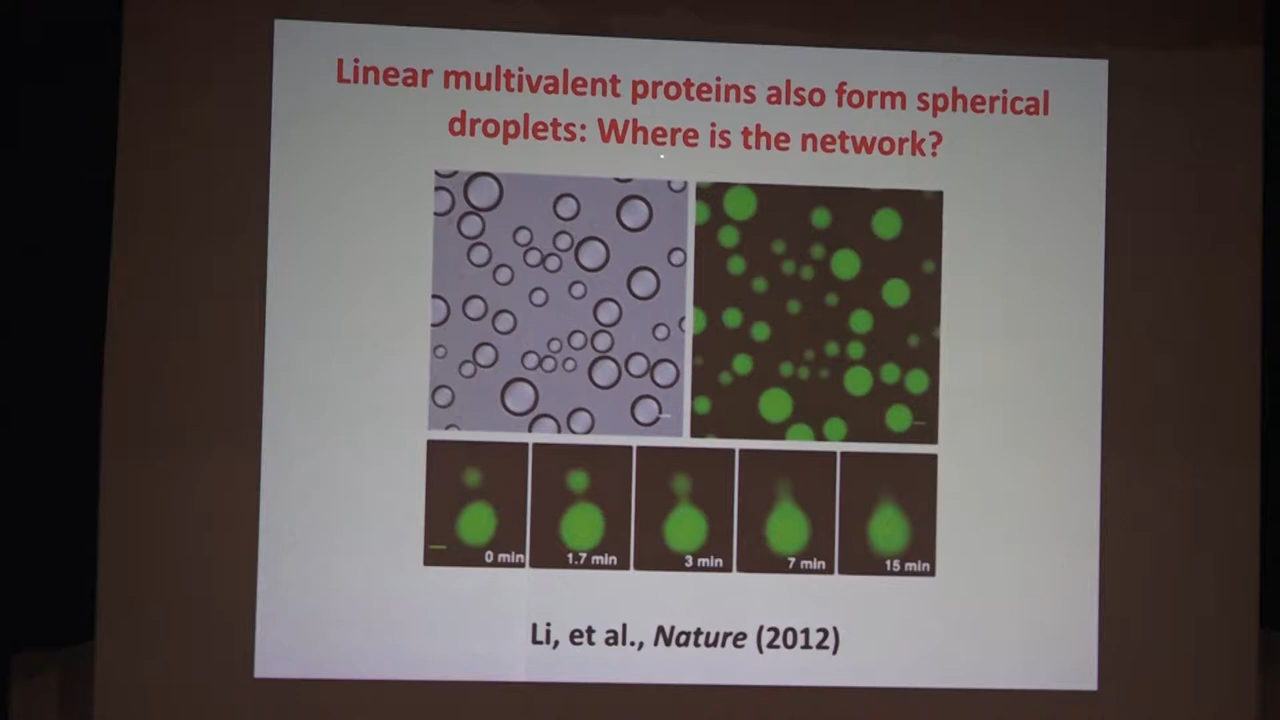 Linear multivalent proteins also form spherical
droplets: Where is the network?
0 min
1.7 min
3 min
7 min
15 min
Li, et al., Nature (2012)